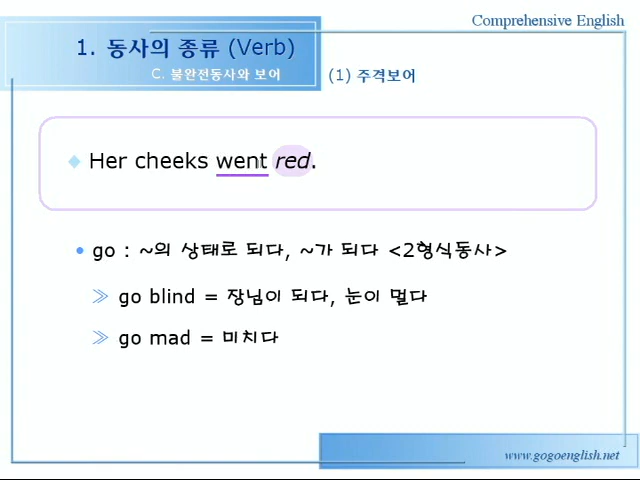 Comprehensive English
1. 동사의 종류 (Verb)
C. 불완전동사와 보어
(1) 주격보어
Her cheeks went red.
go : ~의 상태로 되다, ~가 되다 <2형식동사>
go blind = 장님이 되다, 눈이 멀다
go mad = 미치다
www.gogoenglish.net